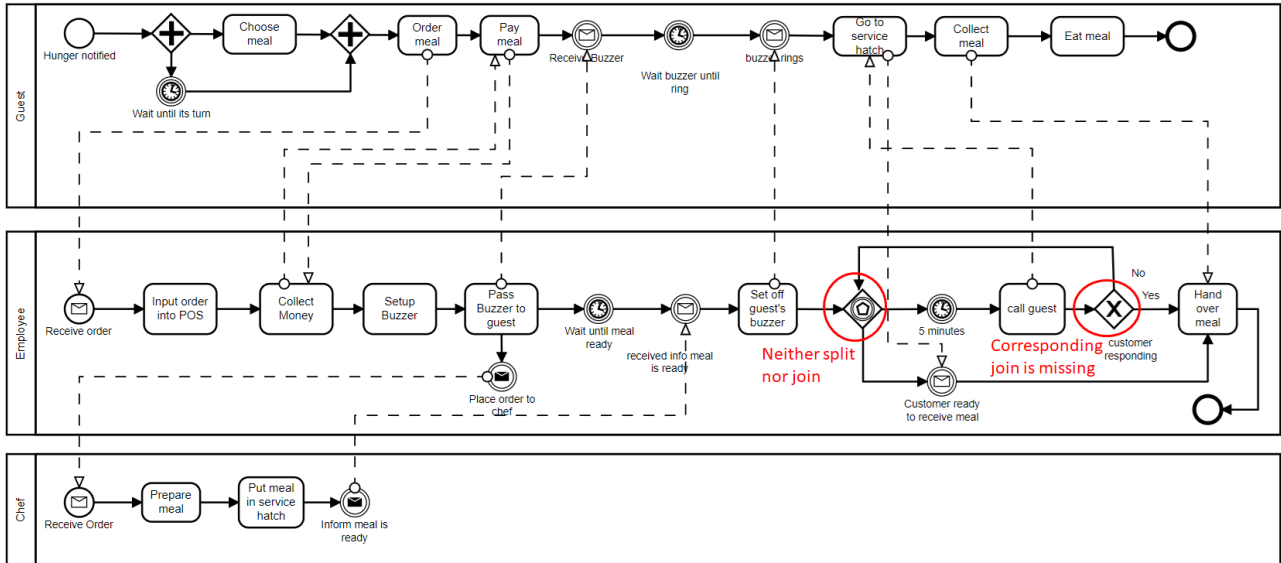 Guest
Hunger notified
Choose
meal
Wait until its turn
Order
meal
Pay
meal
Receive Buzzer
Wait buzzer until
ring
buzzer rings
Go to
service
hatch
Collect
meal
Eat meal
Employee
Receive order
Input order
into POS
Collect
Money
Setup
Buzzer
Pass
Buzzer to
guest
Place order to
chef
Wait until meal
ready
received info meal
is ready
Set off
guest's
buzzer
Neither split
nor join
5 minutes
Customer ready
to receive meal
call guest
Corresponding
join is missing
No
Yes
customer
responding
Hand
over
meal
Chef
Receive Order
Prepare
meal
Put meal
in service
hatch
Inform meal is
ready